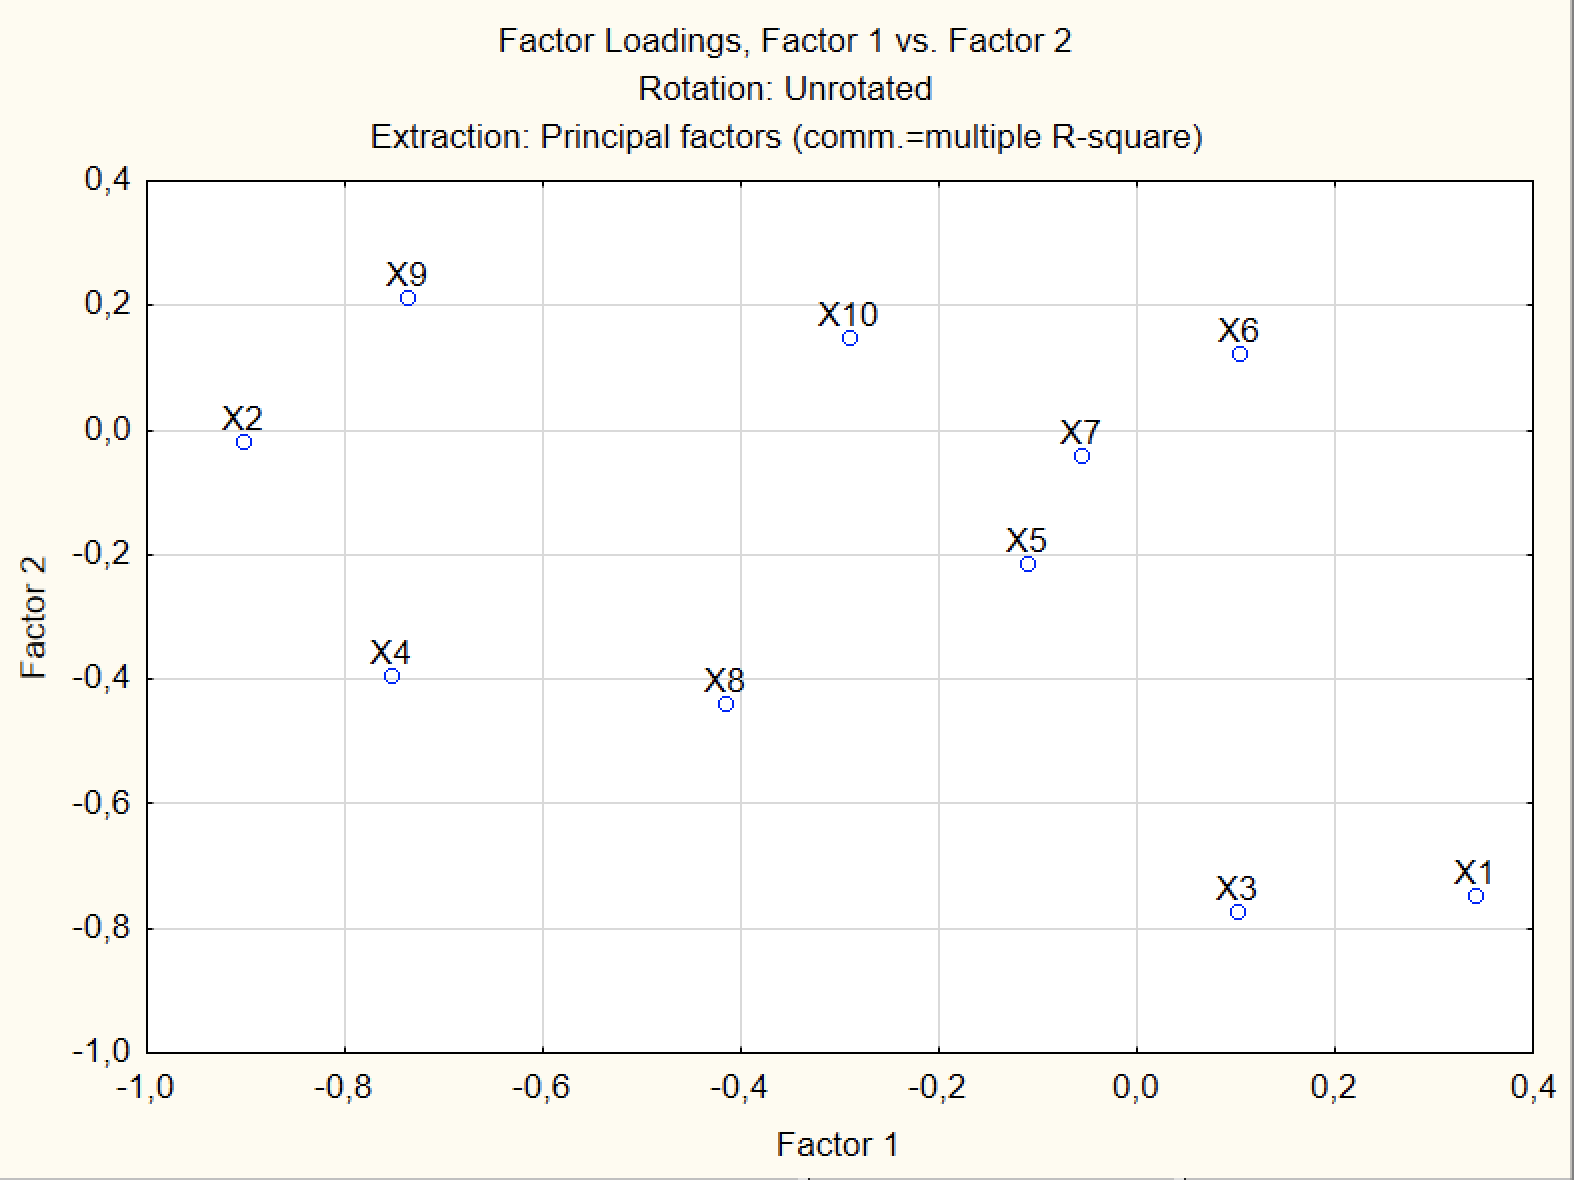 Factor Loadings, Factor 1 vs. Factor 2
Rotation: Unrotated
Extraction: Principal factors (comm.=multiple R-square)
0,4
X9
0,2
X10
X6
X2
0,0
X7
X5
-0,2
Factor 2
X4
-0,4
X8
-0,6
X1
X3
-0,8
-1,0
-1,0 -0,8 -0,6 -0,4 -0,2 0,0 0,2 0,4
Factor 1